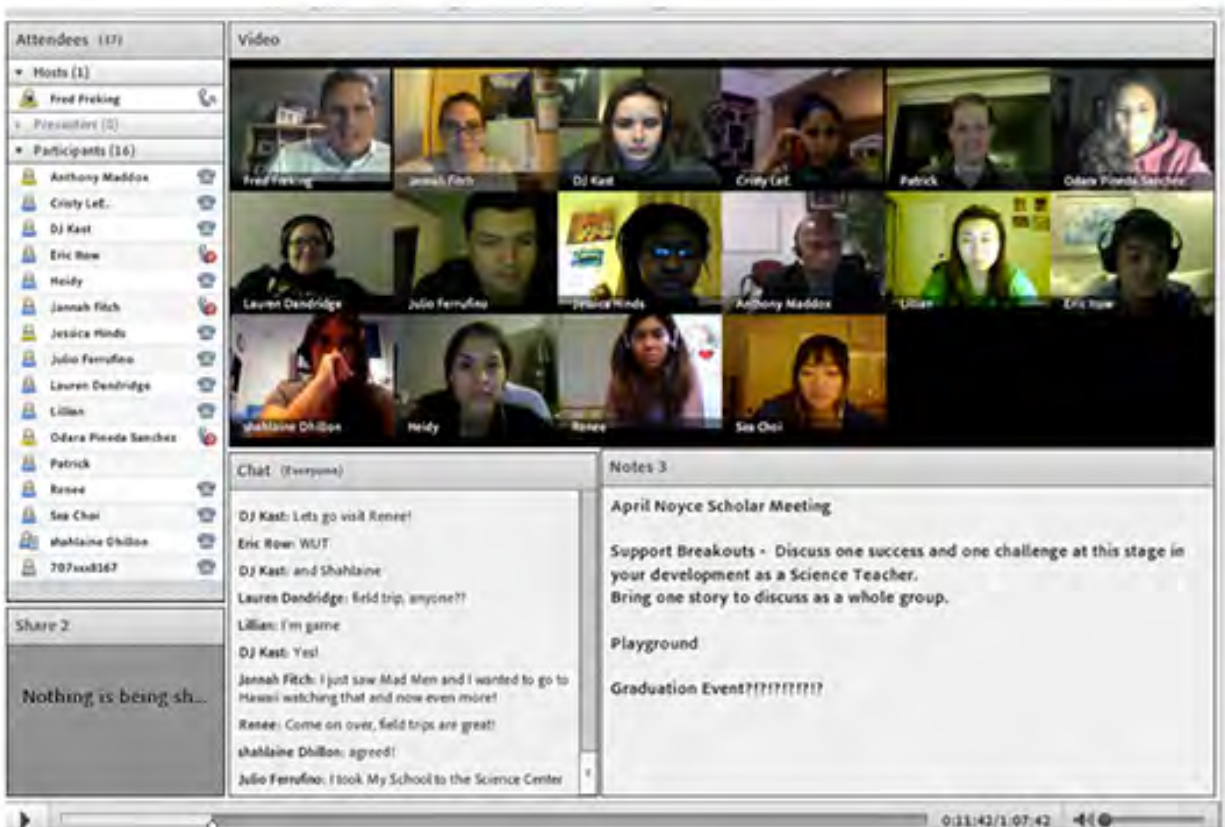 Attendees (17)
Hosts (1)
Fred Freking
Presenters (0)
Participants (16)
Anthony Maddox
Cristy LeE.
DJ Kast
Eric Row
Heidy
Jannah Fitch
Jessica Hinds
Julio Ferrufino
Lauren Dandridge
Lillian
Odara Pineda Sanchez
Patrick
Renee
Sea Choi
shahlaine Dhillon
707xxx8167
Share 2
Nothing is being sh...
Video
Fred Freking
Jannah Fitch
DJ Kast
Cristy LeE.
Patrick
Odara Pineda Sanchez
Lauren Dandridge
Julio Ferrufino
Jessica Hinds
Anthony Maddox
Lillian
Eric Row
shahlaine Dhillon
Heidy
Renee
Sea Choi
Chat (Everyone)
DJ Kast: Lets go visit Renee!
Eric Row: WUT
DJ Kast: and Shahlaine
Lauren Dandridge: field trip, anyone??
Lillian: I'm game
DJ Kast: Yes!
Jannah Fitch: I just saw Mad Men and I wanted to go to
Hawaii watching that and now even more!
Renee: Come on over, field trips are great!
shahlaine Dhillon: agreed!
Julio Ferrufino: I took My School to the Science Center
Notes 3
April Noyce Scholar Meeting
Support Breakouts - Discuss one success and one challenge at this stage in
your development as a Science Teacher.
Bring one story to discuss as a whole group.
Playground
Graduation Event?!?!?!?!?!?
0:11:42/1:07:42